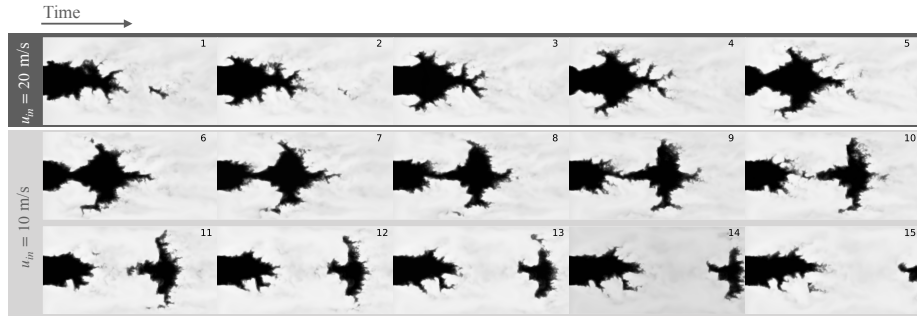 Time
u_in = 20 m/s
1 2 3 4 5
u_in = 10 m/s
6 7 8 9 10
11 12 13 14 15